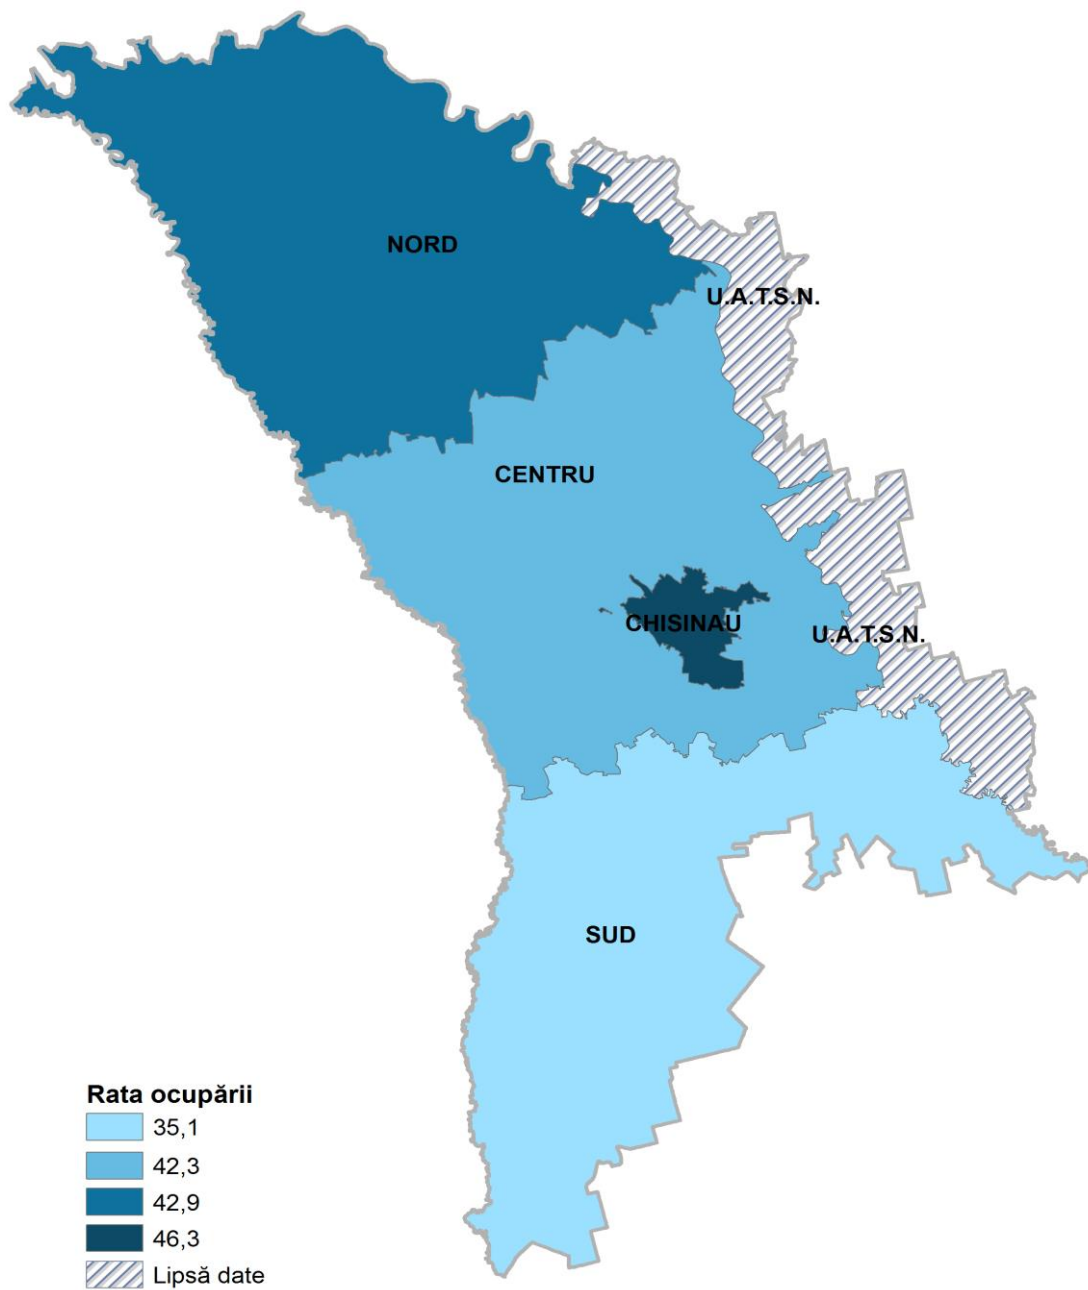 NORD
U.A.T.S.N.
CENTRU
CHISINAU
U.A.T.S.N.
SUD
Rata ocupării
35,1
42,3
42,9
46,3
Lipsă date